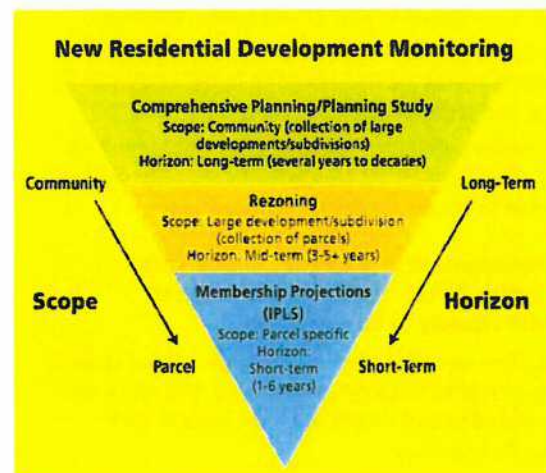 New Residential Development Monitoring
Comprehensive Planning/Planning Study
Scope: Community (collection of large
developments/subdivisions)
Horizon: Long-term (several years to decades)
Community
Long-Term
Rezoning
Scope: Large development/subdivision
(collection of parcels)
Horizon: Mid-term (3-5+ years)
Scope
Horizon
Membership Projections
(IPLS)
Scope: Parcel specific
Horizon:
Short-term
(1-6 years)
Parcel
Short-Term